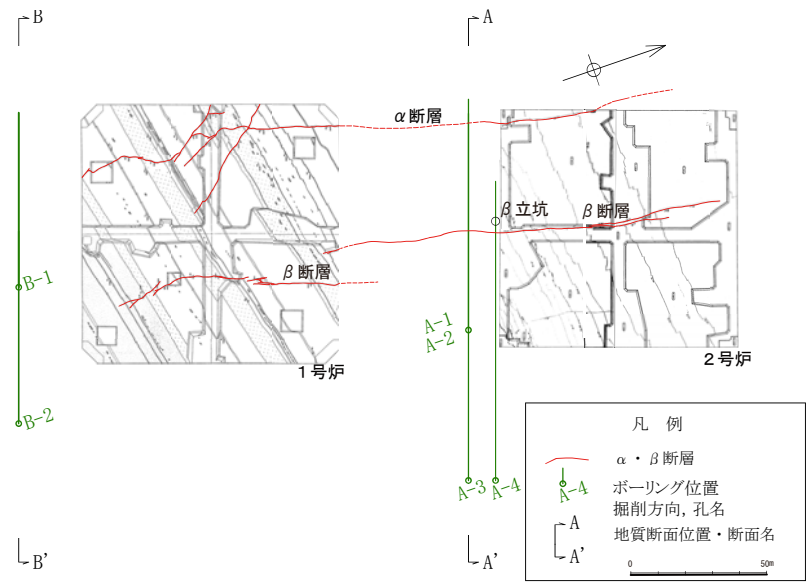 B
A
α断層
β立坑
β断層
B-1
β断層
A-1
A-2
1号炉
2号炉
B-2
A-3
A-4
凡 例
α・β断層
A-4
ボーリング位置
掘削方向, 孔名
A
A'
地質断面位置・断面名
0
50m
B'
A'